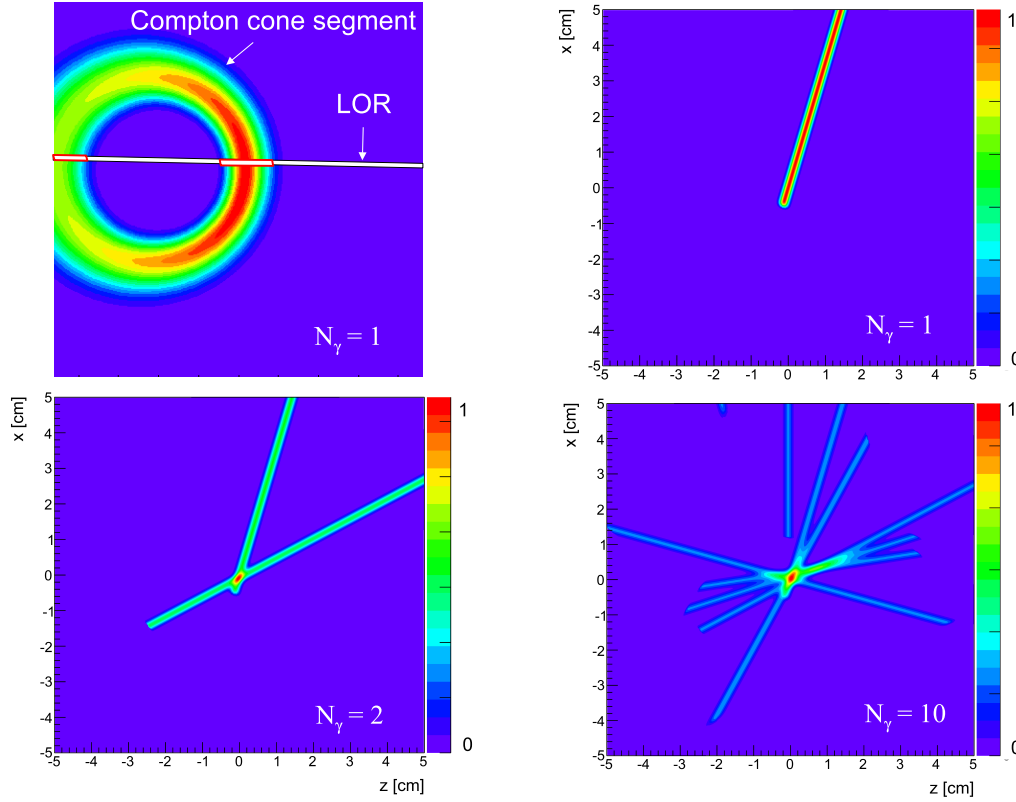 Compton cone segment
LOR
Nγ = 1
x [cm]
5
4
3
2
1
0
-1
-2
-3
-4
-5
-5 -4 -3 -2 -1 0 1 2 3 4 5
Nγ = 1
1
0
x [cm]
5
4
3
2
1
0
-1
-2
-3
-4
-5
-5 -4 -3 -2 -1 0 1 2 3 4 5
z [cm]
Nγ = 2
1
0
x [cm]
5
4
3
2
1
0
-1
-2
-3
-4
-5
-5 -4 -3 -2 -1 0 1 2 3 4 5
z [cm]
Nγ = 10
1
0